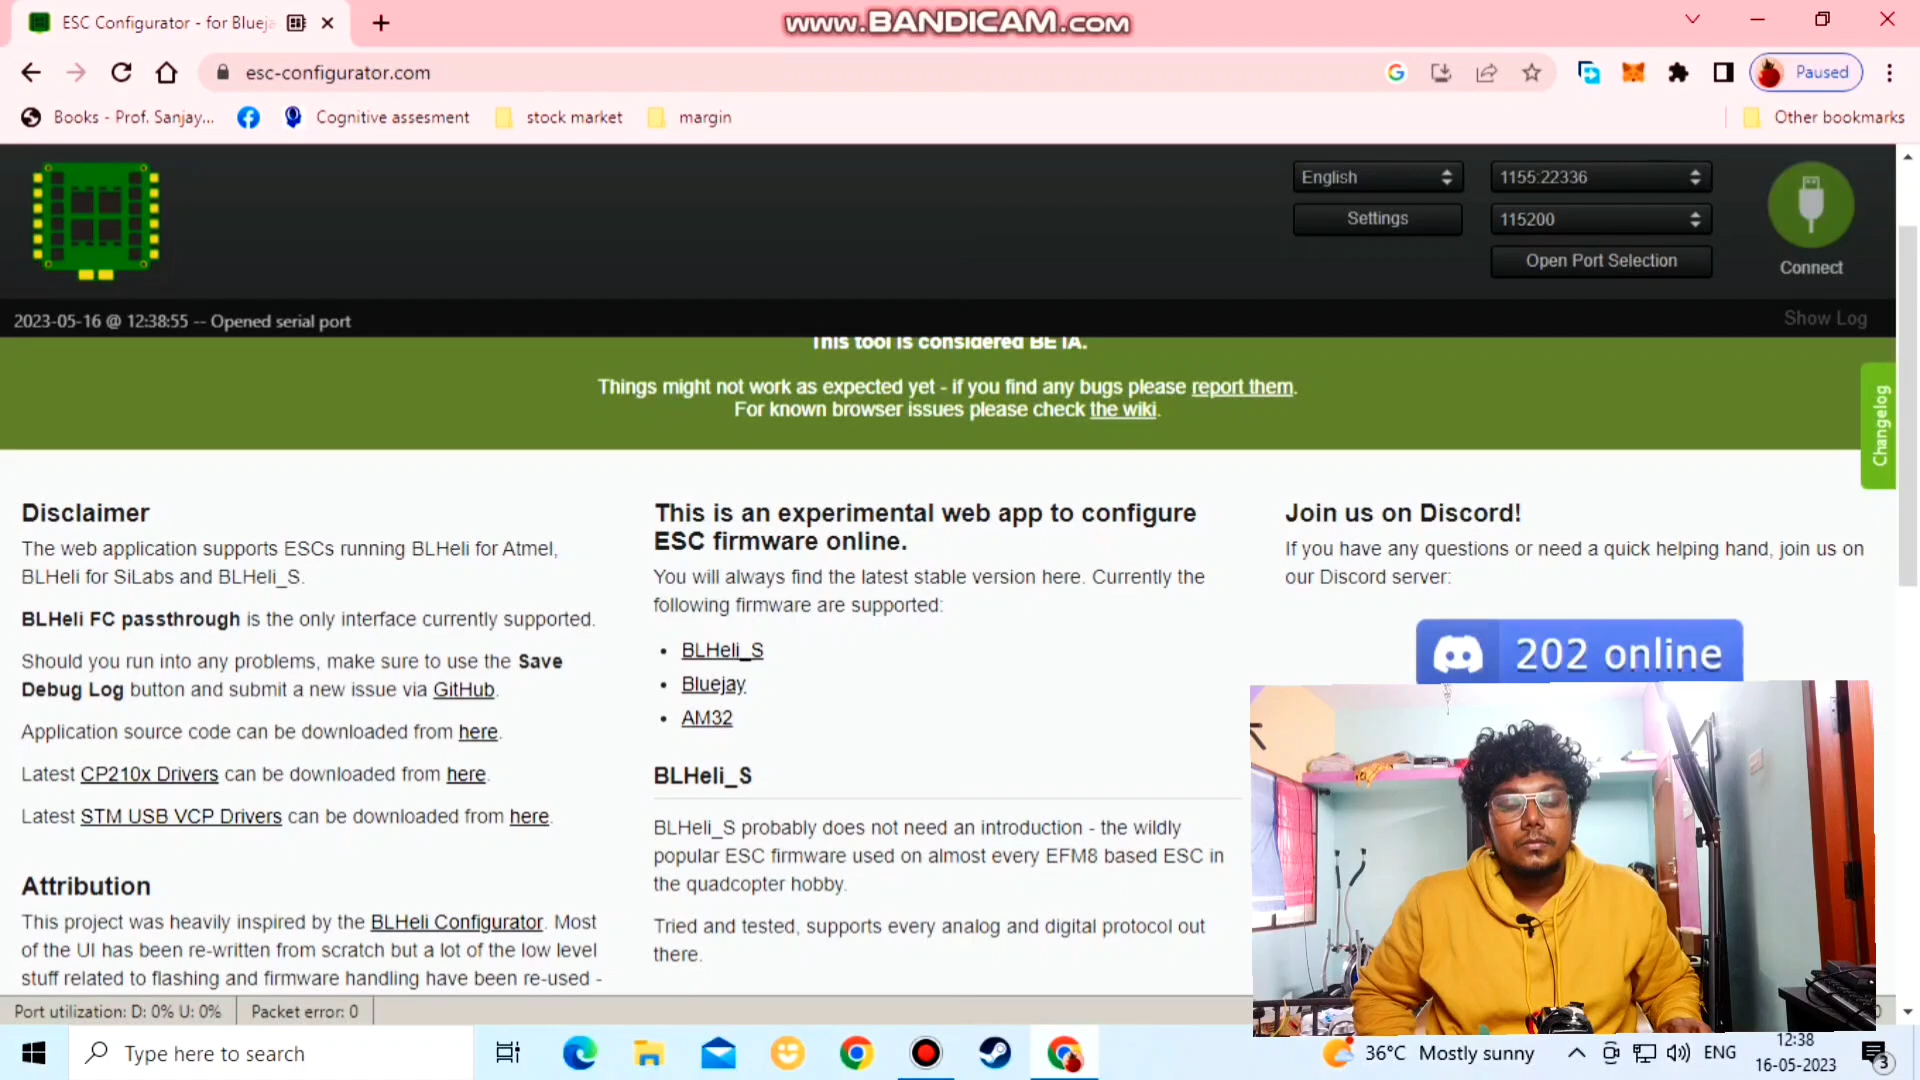 ESC Configurator - for Blueja
www.BANDICAM.com
esc-configurator.com
Paused
Books - Prof. Sanjay...
Cognitive assesment
stock market
margin
Other bookmarks
English
1155:22336
Settings
115200
Open Port Selection
Connect
2023-05-16 @ 12:38:55 -- Opened serial port
Show Log
This tool is considered BETA.
Things might not work as expected yet - if you find any bugs please report them.
For known browser issues please check the wiki.
Changelog
Disclaimer
The web application supports ESCs running BLHeli for Atmel,
BLHeli for SiLabs and BLHeli_S.
BLHeli FC passthrough is the only interface currently supported.
Should you run into any problems, make sure to use the Save
Debug Log button and submit a new issue via GitHub.
Application source code can be downloaded from here.
Latest CP210x Drivers can be downloaded from here.
Latest STM USB VCP Drivers can be downloaded from here.
Attribution
This project was heavily inspired by the BLHeli Configurator. Most
of the UI has been re-written from scratch but a lot of the low level
stuff related to flashing and firmware handling have been re-used -
This is an experimental web app to configure
ESC firmware online.
You will always find the latest stable version here. Currently the
following firmware are supported:
• BLHeli_S
• Bluejay
• AM32
BLHeli_S
BLHeli_S probably does not need an introduction - the wildly
popular ESC firmware used on almost every EFM8 based ESC in
the quadcopter hobby.
Tried and tested, supports every analog and digital protocol out
there.
Join us on Discord!
If you have any questions or need a quick helping hand, join us on
our Discord server:
202 online
Port utilization: D: 0% U: 0%
Packet error: 0
Type here to search
36°C Mostly sunny
ENG
12:38
16-05-2023
3